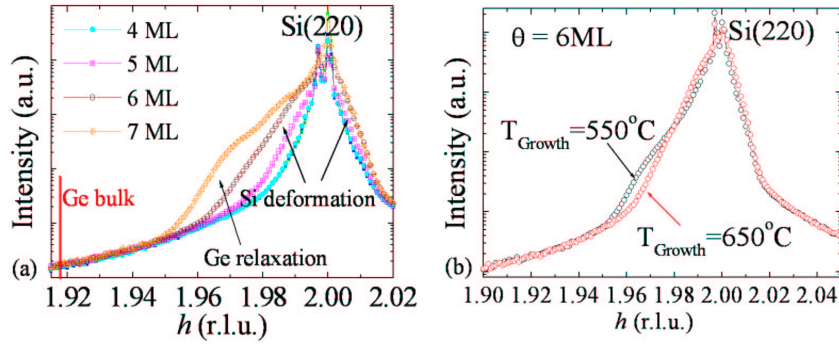 4 ML
5 ML
6 ML
7 ML
Si(220)
Si deformation
Ge bulk
Ge relaxation
(a)
Intensity (a.u.)
1.92 1.94 1.96 1.98 2.00 2.02
h (r.l.u.)
θ = 6ML
Si(220)
T Growth =550°C
T Growth =650°C
(b)
Intensity (a.u.)
1.90 1.92 1.94 1.96 1.98 2.00 2.02 2.04
h (r.l.u.)